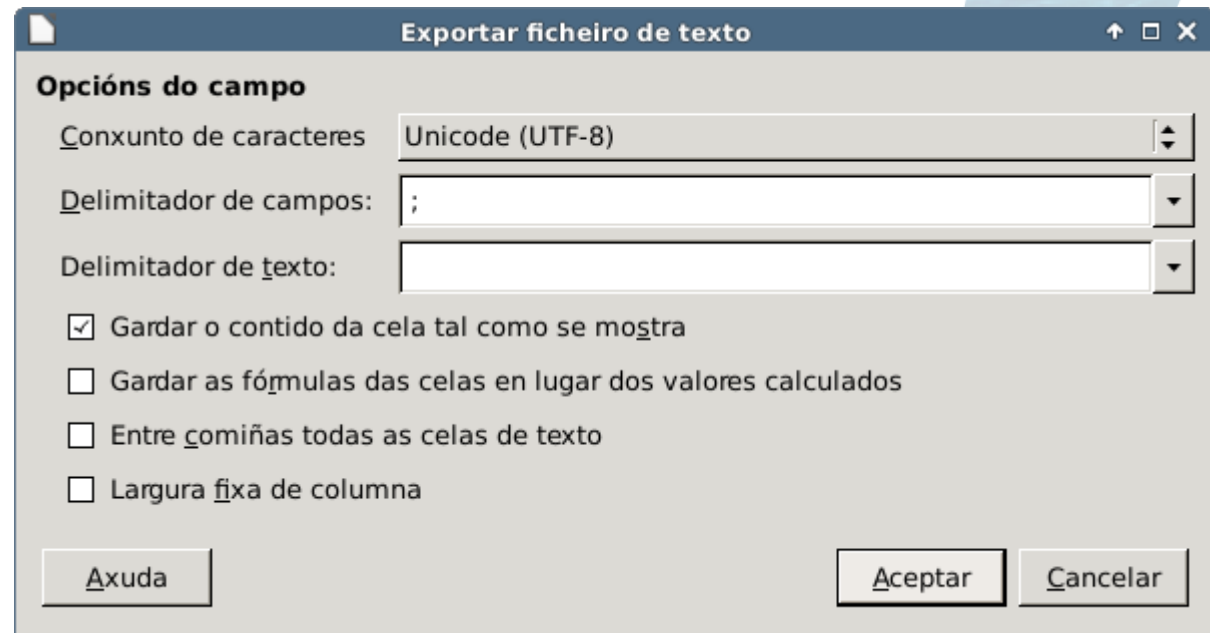 Exportar ficheiro de texto
Opcións do campo
Conxunto de caracteres Unicode (UTF-8)
Delimitador de campos: ;
Delimitador de texto:
Gardar o contido da cela tal como se mostra
Gardar as fórmulas das celas en lugar dos valores calculados
Entre comiñas todas as celas de texto
Largura fixa de columna
Axuda Aceptar Cancelar